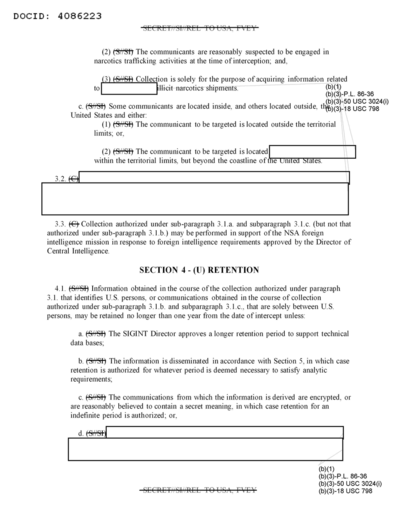 DOCID: 4086223
SECRET//SI//REL TO USA, FVEY
(2) (S//SI) The communicants are reasonably suspected to be engaged in
narcotics trafficking activities at the time of interception; and,
(3) (S//SI) Collection is solely for the purpose of acquiring information related
to illicit narcotics shipments.
(b)(1)
(b)(3)-P.L. 86-36
(b)(3)-50 USC 3024(i)
(b)(3)-18 USC 798
c. (S//SI) Some communicants are located inside, and others located outside, the
United States and either:
(1) (S//SI) The communicant to be targeted is located outside the territorial
limits; or,
(2) (S//SI) The communicant to be targeted is located
within the territorial limits, but beyond the coastline of the United States.
3.2. (C)
3.3. (C) Collection authorized under sub-paragraph 3.1.a. and subparagraph 3.1.c. (but not that
authorized under sub-paragraph 3.1.b.) may be performed in support of the NSA foreign
intelligence mission in response to foreign intelligence requirements approved by the Director of
Central Intelligence.
SECTION 4 - (U) RETENTION
4.1. (S//SI) Information obtained in the course of the collection authorized under paragraph
3.1. that identifies U.S. persons, or communications obtained in the course of collection
authorized under sub-paragraph 3.1.b. and subparagraph 3.1.c., that are solely between U.S.
persons, may be retained no longer than one year from the date of intercept unless:
a. (S//SI) The SIGINT Director approves a longer retention period to support technical
data bases;
b. (S//SI) The information is disseminated in accordance with Section 5, in which case
retention is authorized for whatever period is deemed necessary to satisfy analytic
requirements;
c. (S//SI) The communications from which the information is derived are encrypted, or
are reasonably believed to contain a secret meaning, in which case retention for an
indefinite period is authorized; or,
d. (S//SI)
(b)(1)
(b)(3)-P.L. 86-36
(b)(3)-50 USC 3024(i)
(b)(3)-18 USC 798
SECRET//SI//REL TO USA, FVEY